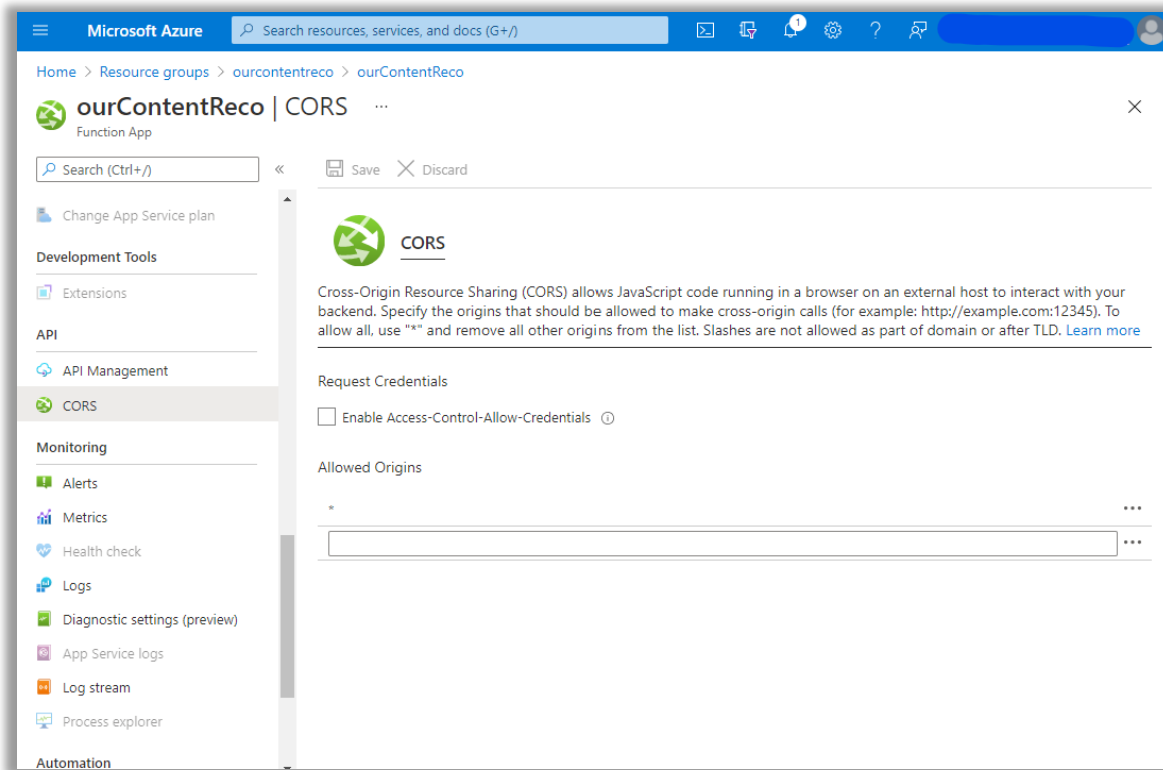 Microsoft Azure
Search resources, services, and docs (G+/)
1
Home > Resource groups > ourcontentreco > ourContentReco
ourContentReco | CORS ...
Function App
Search (Ctrl+/)
«
Save
Discard
Change App Service plan
Development Tools
Extensions
API
API Management
CORS
Monitoring
Alerts
Metrics
Health check
Logs
Diagnostic settings (preview)
App Service logs
Log stream
Process explorer
Automation
CORS
Cross-Origin Resource Sharing (CORS) allows JavaScript code running in a browser on an external host to interact with your
backend. Specify the origins that should be allowed to make cross-origin calls (for example: http://example.com:12345). To
allow all, use "*" and remove all other origins from the list. Slashes are not allowed as part of domain or after TLD. Learn more
Request Credentials
Enable Access-Control-Allow-Credentials
Allowed Origins
*